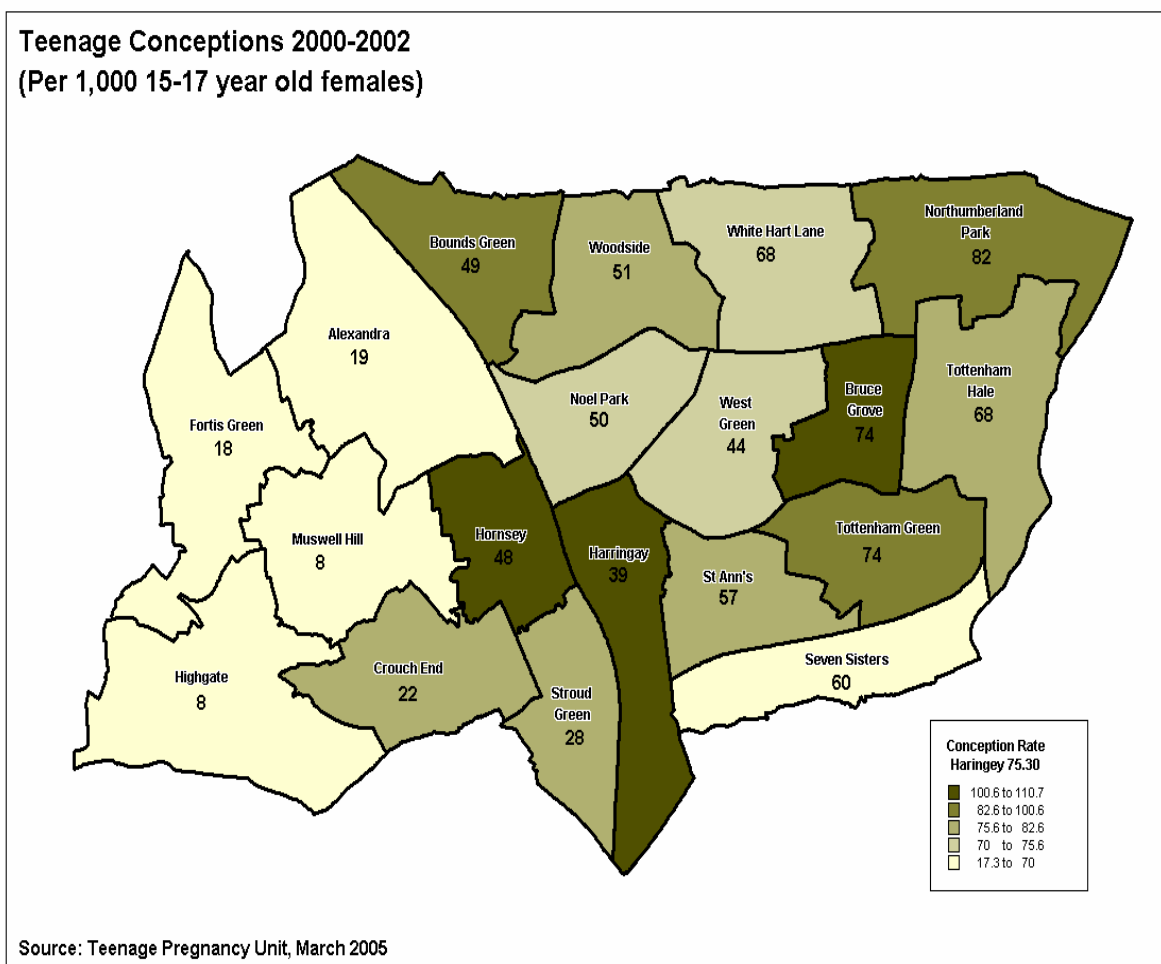 Teenage Conceptions 2000-2002
(Per 1,000 15-17 year old females)
Northumberland
Park
82
Bounds Green
49
Woodside
51
White Hart Lane
68
Alexandra
19
Tottenham
Hale
68
Bruce
Grove
74
Noel Park
50
West
Green
44
Fortis Green
18
Muswell Hill
8
Hornsey
48
Harringay
39
Tottenham Green
74
St Ann's
57
Seven Sisters
60
Highgate
8
Crouch End
22
Stroud
Green
28
Conception Rate
Haringey 75.30
100.6 to 110.7
82.6 to 100.6
75.6 to 82.6
70 to 75.6
17.3 to 70
Source: Teenage Pregnancy Unit, March 2005